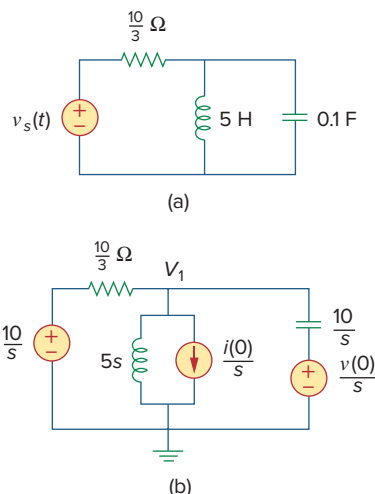 10/3 Ω
v_s(t)
+
−
5 H
0.1 F
(a)
10/3 Ω
V_1
10/s
+
−
5s
i(0)/s
10/s
+
−
v(0)/s
(b)